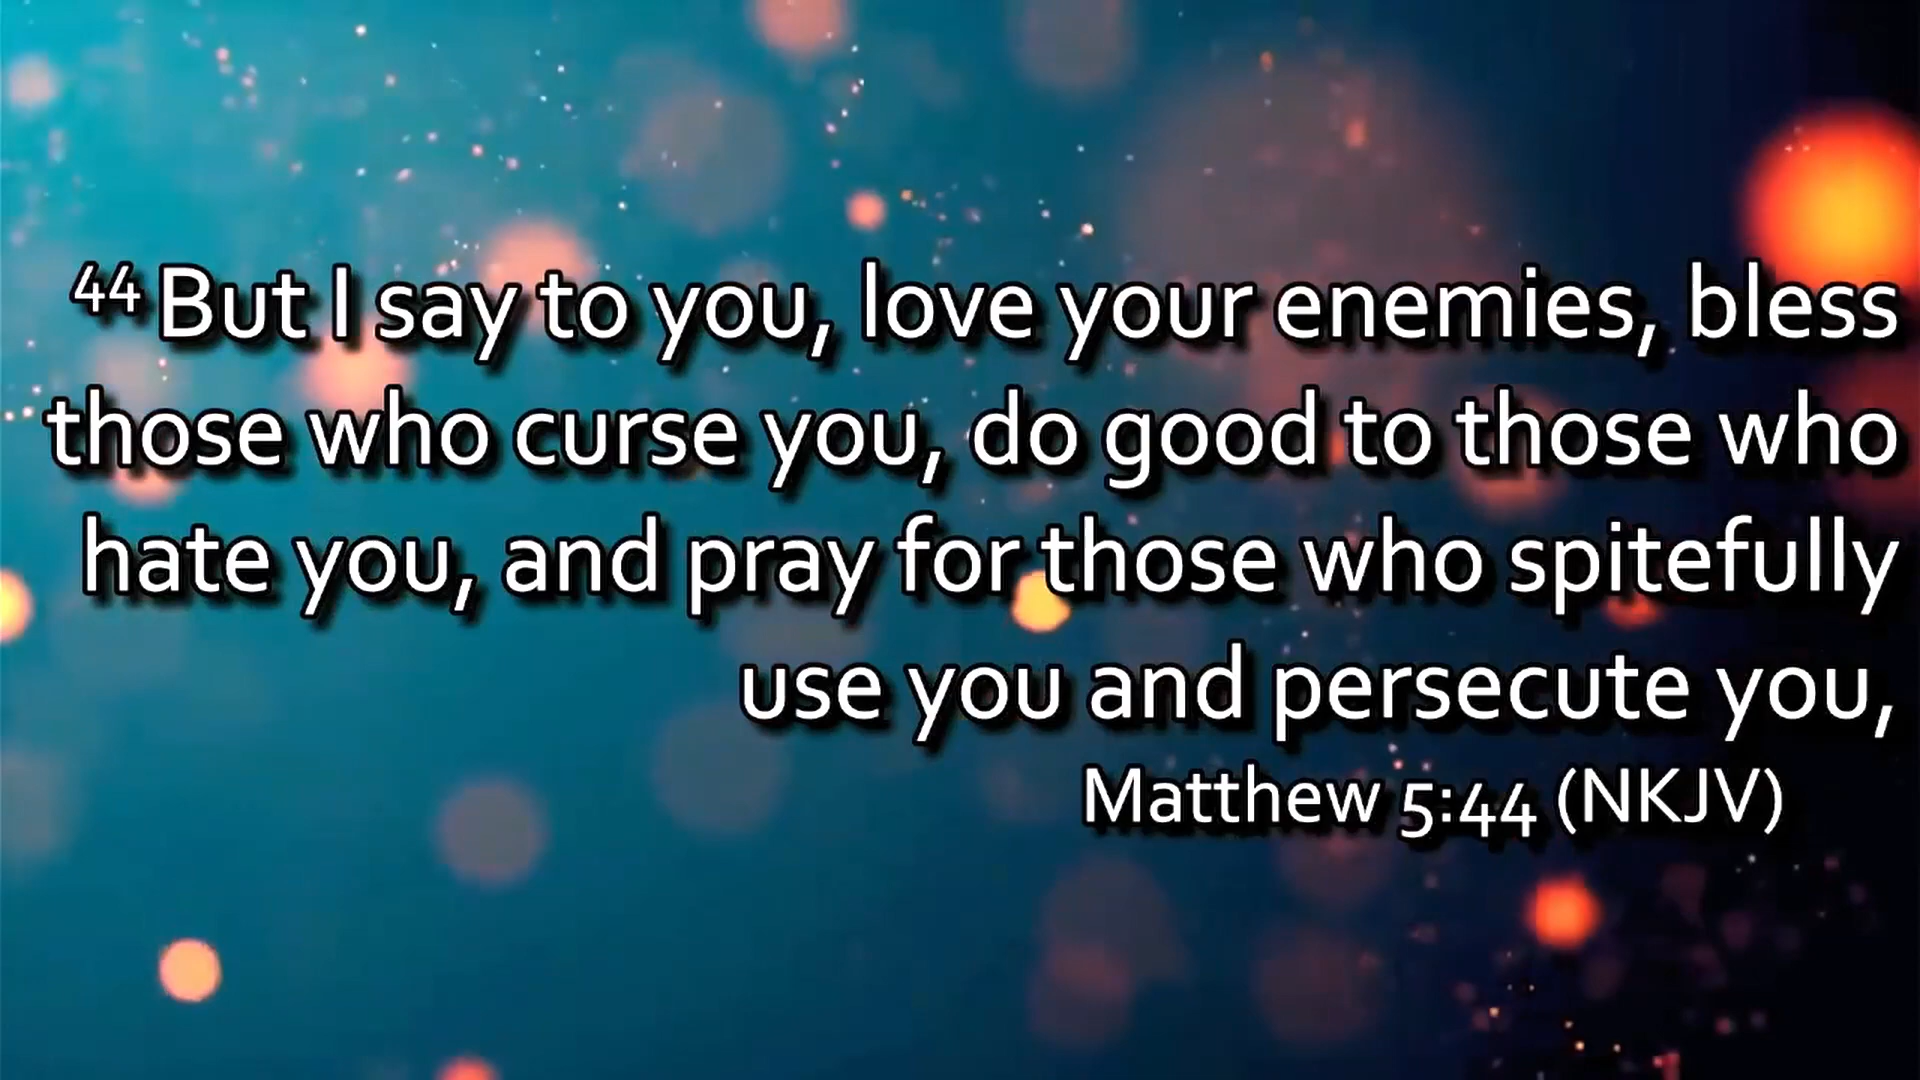 44 But I say to you, love your enemies, bless
those who curse you, do good to those who
hate you, and pray for those who spitefully
use you and persecute you,
Matthew 5:44 (NKJV)